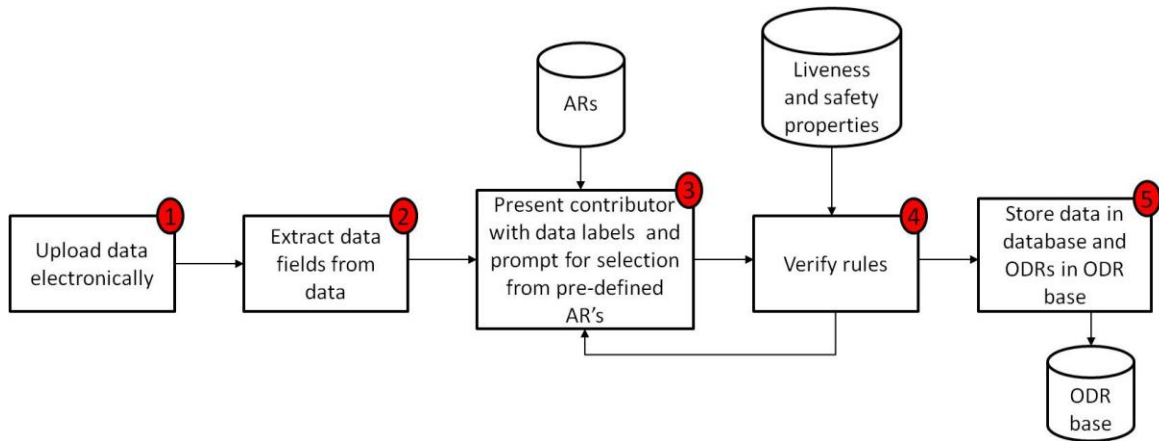 ARs
Liveness
and safety
properties
1
Upload data
electronically
2
Extract data
fields from
data
3
Present contributor
with data labels and
prompt for selection
from pre-defined
AR's
4
Verify rules
5
Store data in
database and
ODRs in ODR
base
ODR
base